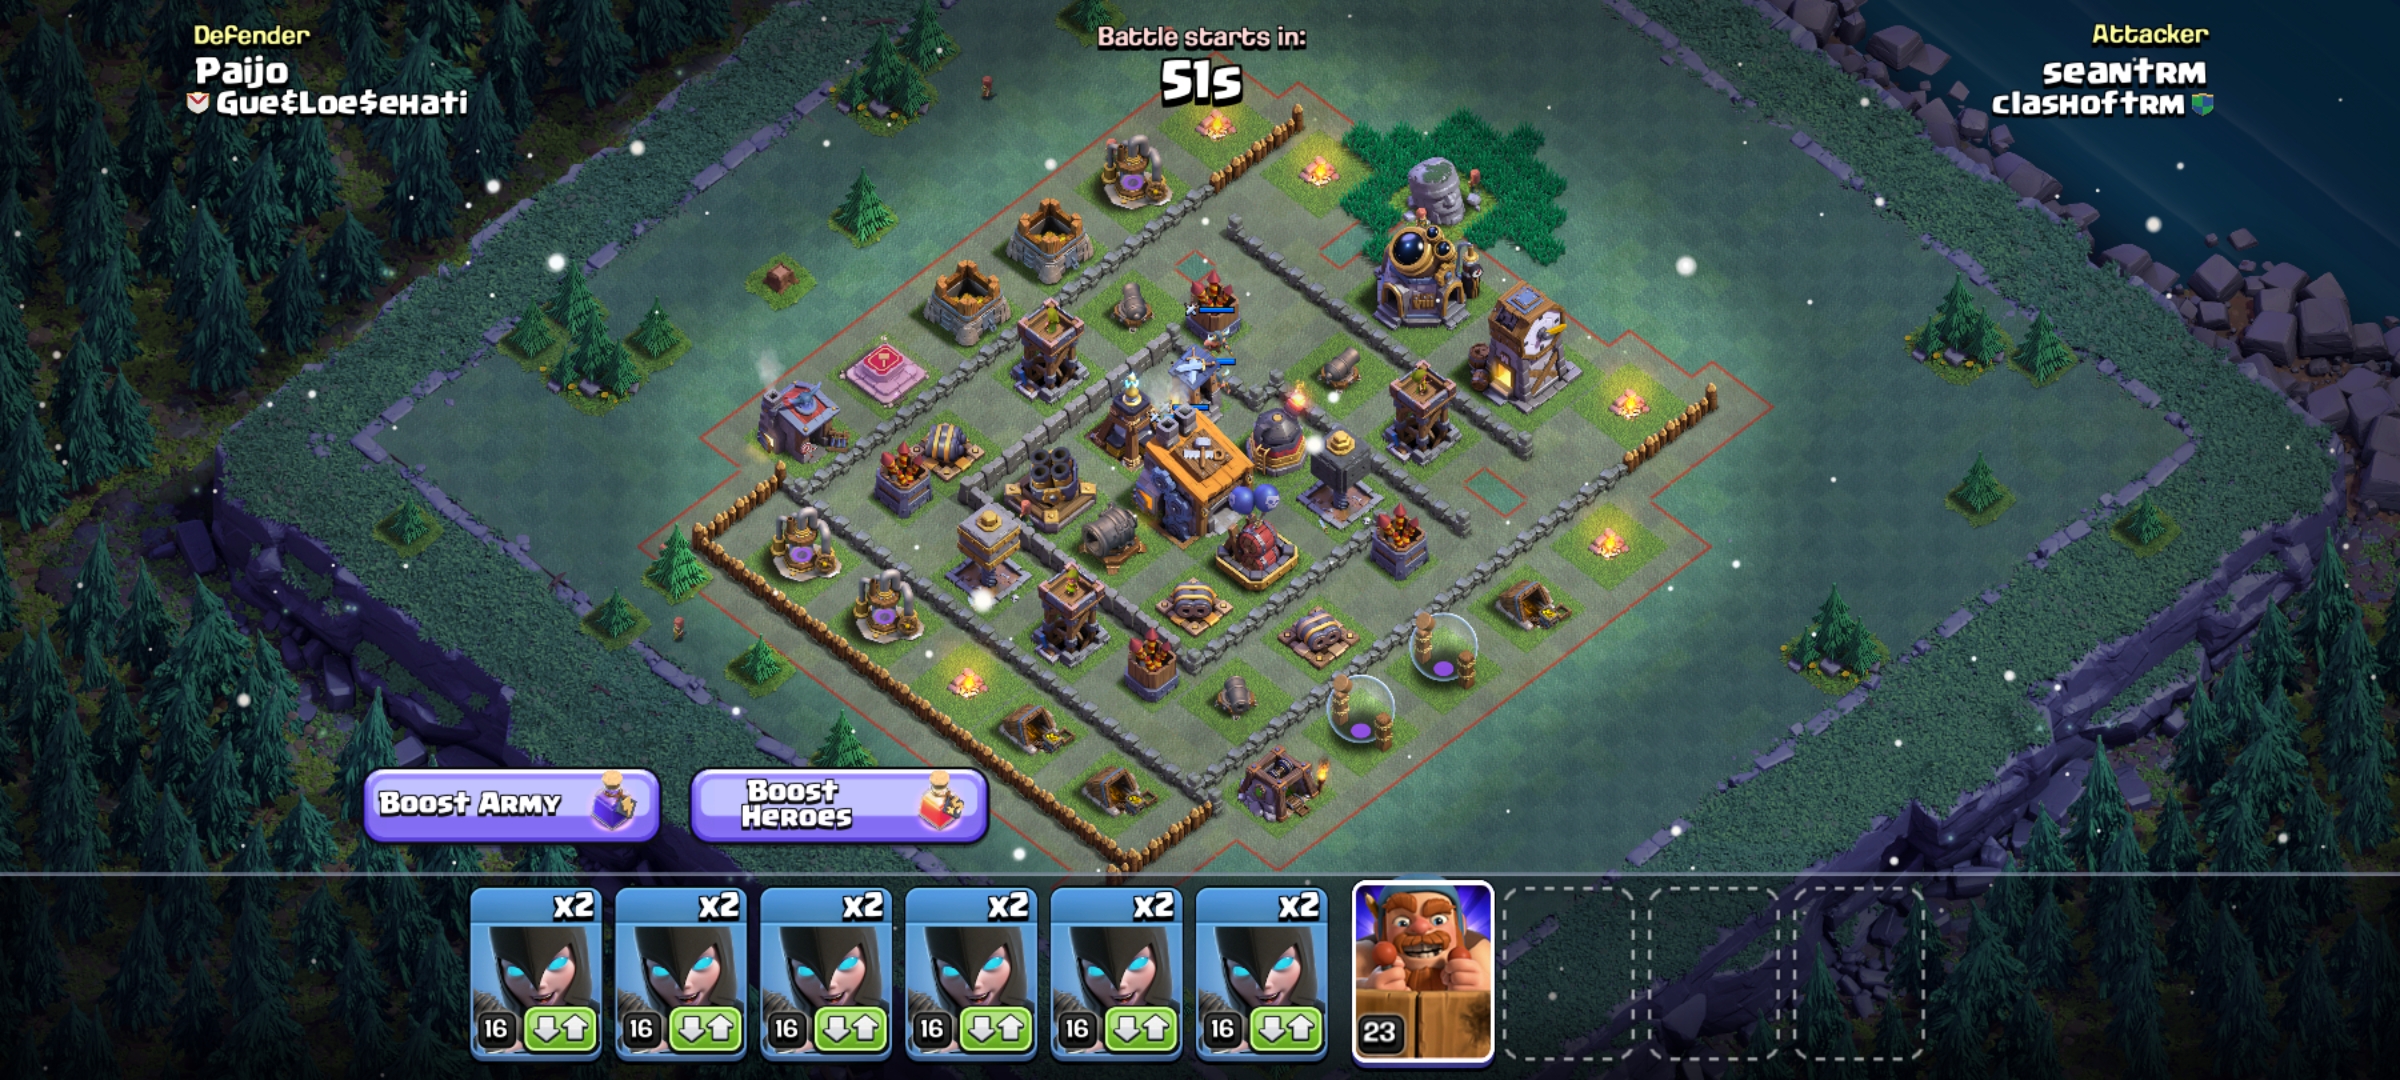 Defender
Paijo
Gue&Loe$eHati
Battle starts in:
51s
Attacker
seantRM
clashoftRM
Boost Army
Boost
Heroes
x2
x2
x2
x2
x2
x2
16
16
16
16
16
16
23